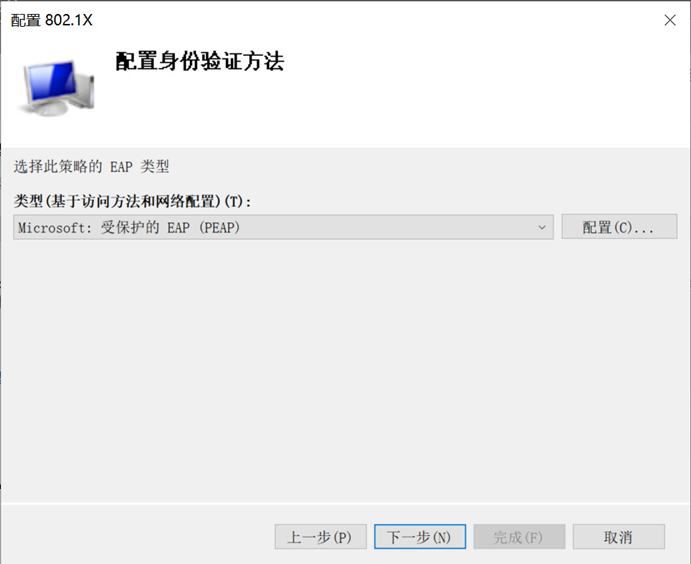 配置 802.1X
配置身份验证方法
选择此策略的 EAP 类型
类型(基于访问方法和网络配置)(T):
Microsoft: 受保护的 EAP (PEAP)
配置(C)...
上一步(P)
下一步(N)
完成(F)
取消